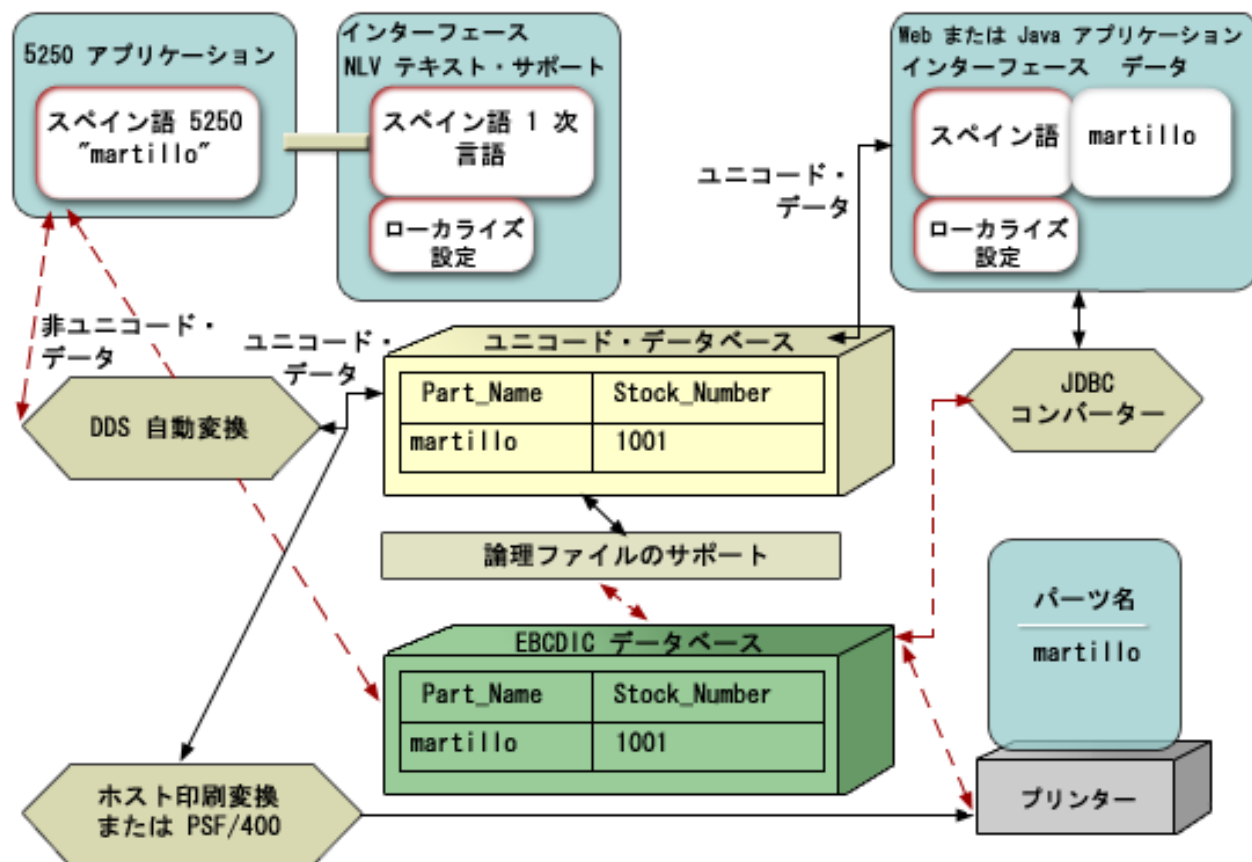 5250 アプリケーション
スペイン語 5250
"martillo"
インターフェース
NLV テキスト・サポート
スペイン語 1 次
言語
ローカライズ
設定
Web または Java アプリケーション
インターフェース データ
スペイン語
martillo
ローカライズ
設定
ユニコード・
データ
非ユニコード・
データ
ユニコード・
データ
DDS 自動変換
ユニコード・データベース
Part_Name Stock_Number
martillo 1001
JDBC
コンバーター
論理ファイルのサポート
EBCDIC データベース
Part_Name Stock_Number
martillo 1001
パーツ名
martillo
プリンター
ホスト印刷変換
または PSF/400